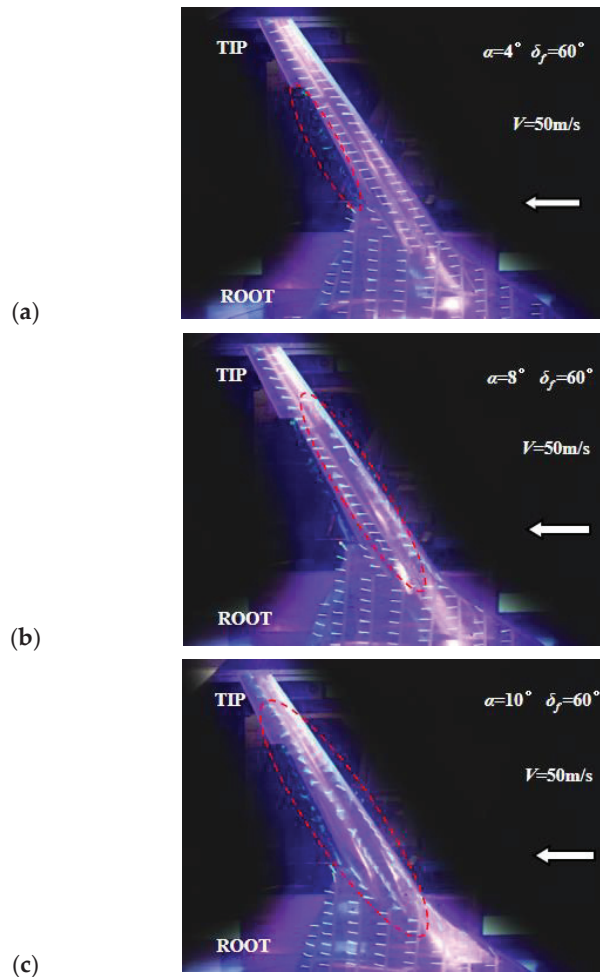 TIP
α=4° δf=60°
V=50m/s
ROOT
(a)
TIP
α=8° δf=60°
V=50m/s
ROOT
(b)
TIP
α=10° δf=60°
V=50m/s
ROOT
(c)